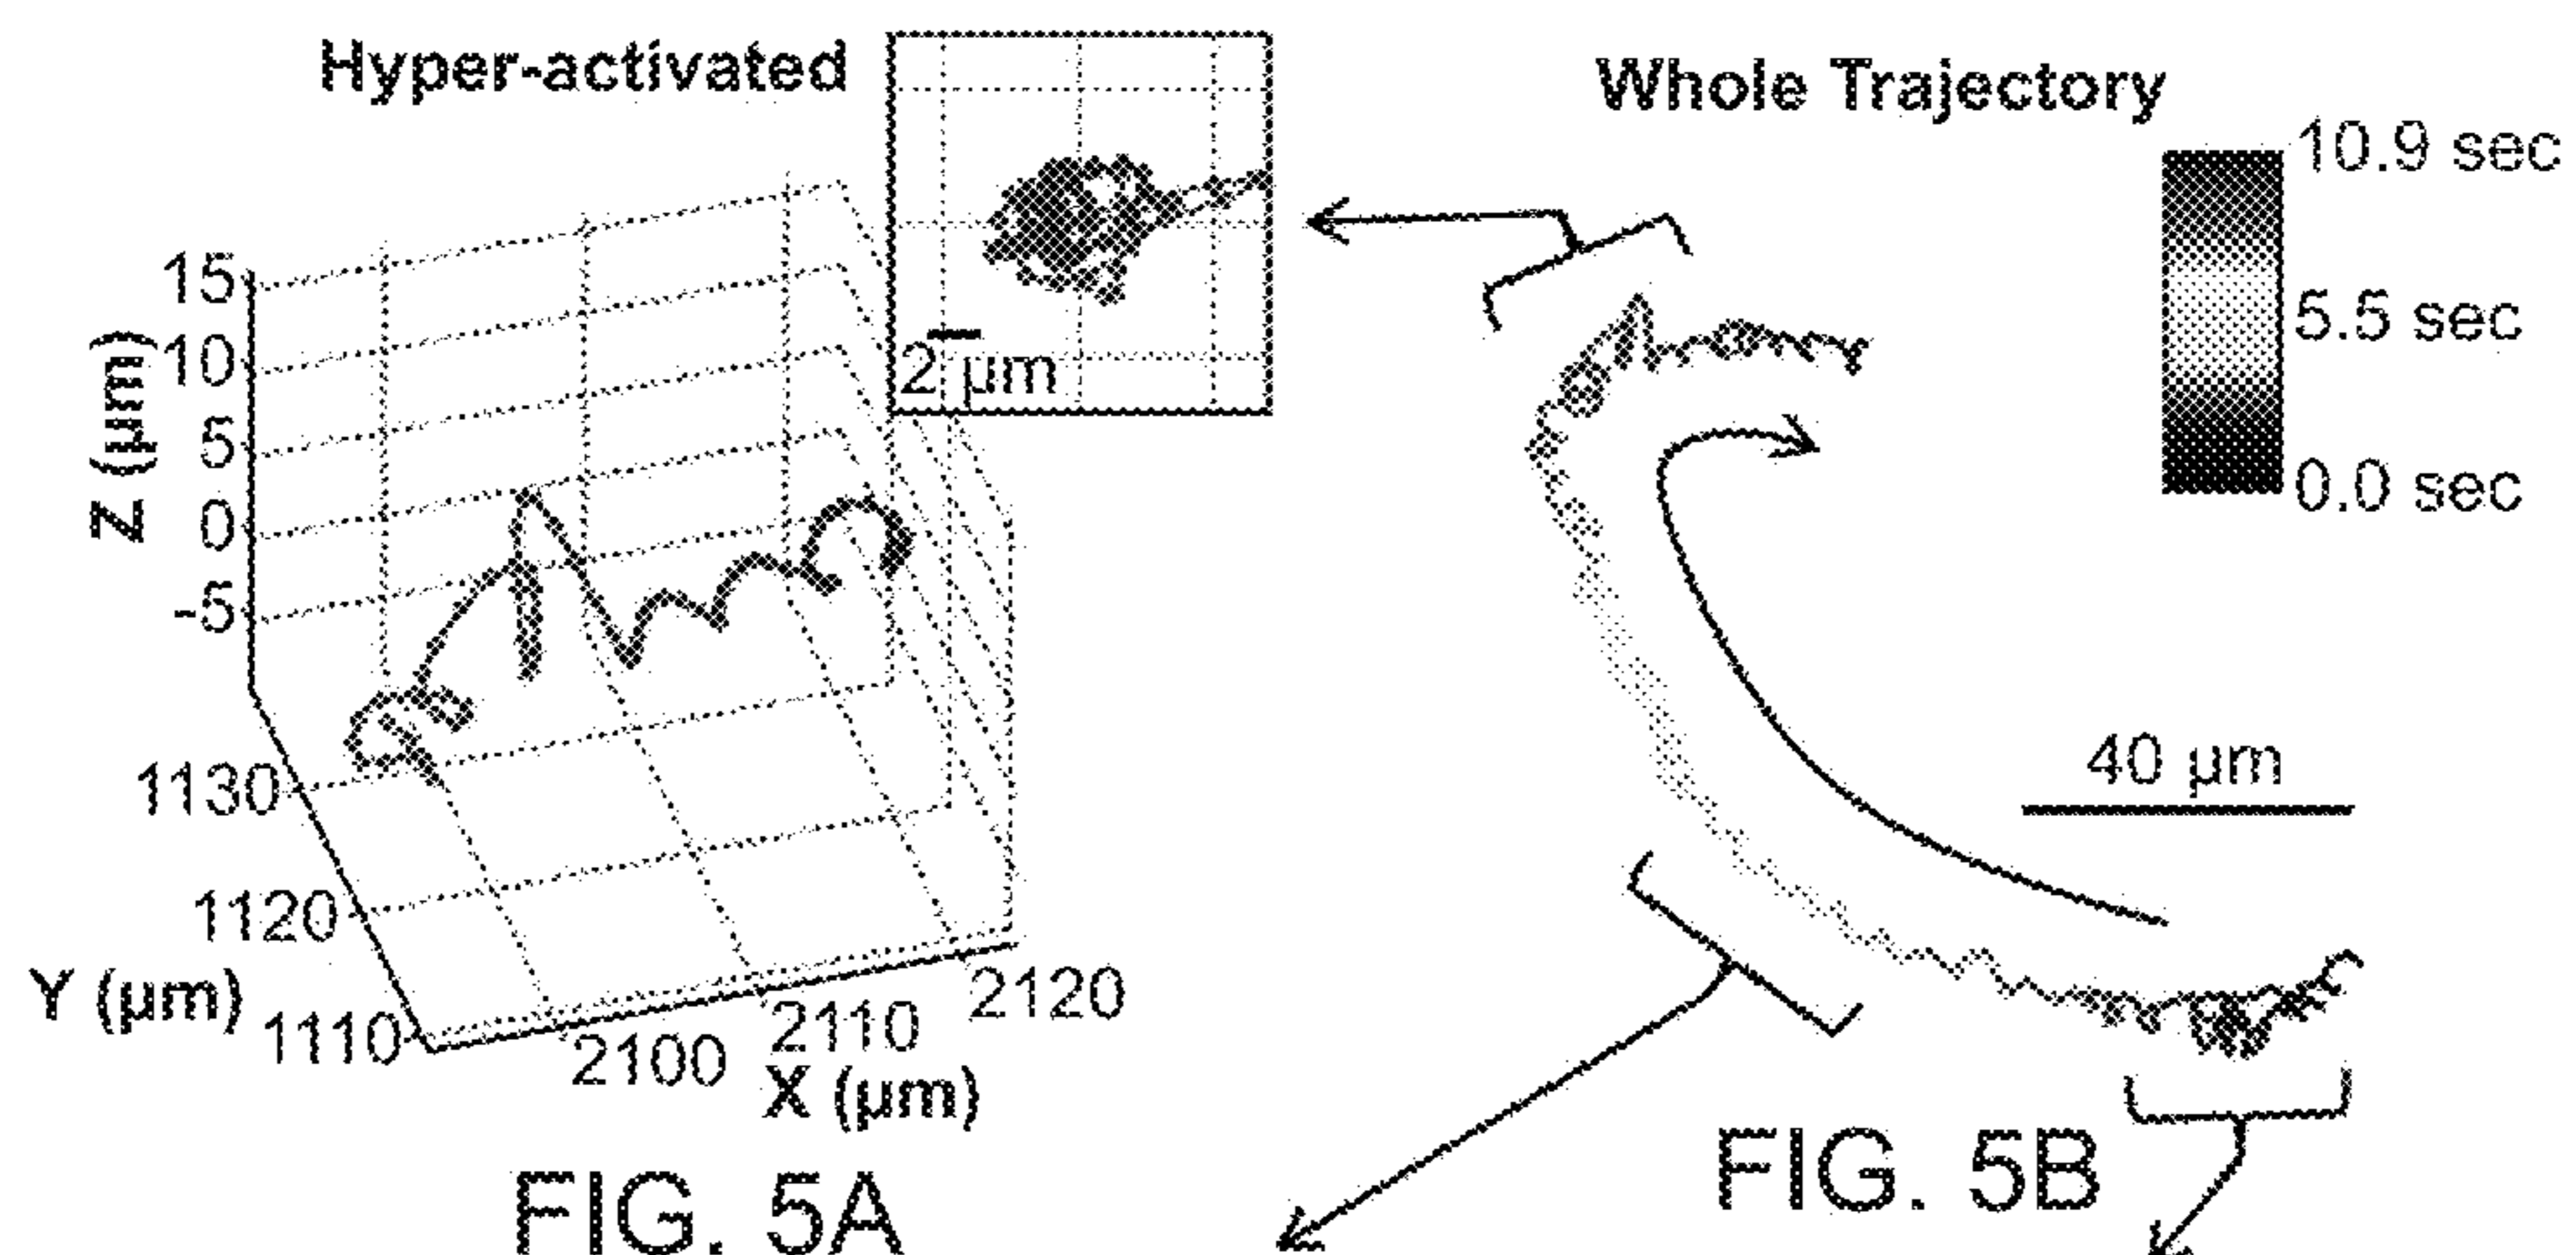 Hyper-activated
2 µm
Z (µm)
15
10
5
0
-5
Y (µm)
1130
1120
1110
2100
2110
2120
X (µm)
FIG. 5A
Whole Trajectory
10.9 sec
5.5 sec
0.0 sec
40 µm
FIG. 5B